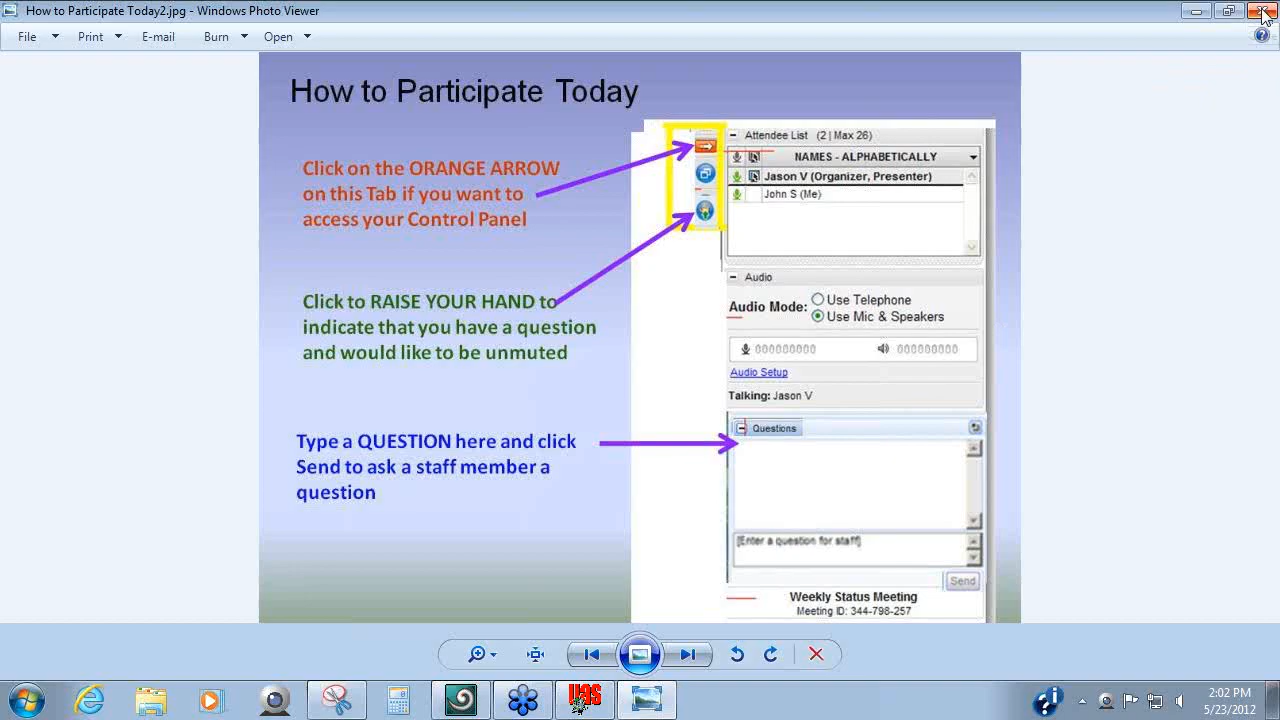 How to Participate Today2.jpg - Windows Photo Viewer
File Print E-mail Burn Open
How to Participate Today
Click on the ORANGE ARROW
on this Tab if you want to
access your Control Panel
Click to RAISE YOUR HAND to
indicate that you have a question
and would like to be unmuted
Type a QUESTION here and click
Send to ask a staff member a
question
Attendee List (2 | Max 26)
NAMES - ALPHABETICALLY
Jason V (Organizer, Presenter)
John S (Me)
Audio
Audio Mode: Use Telephone
Use Mic & Speakers
000000000 000000000
Audio Setup
Talking: Jason V
Questions
[Enter a question for staff]
Send
Weekly Status Meeting
Meeting ID: 344-798-257
2:02 PM
5/23/2012